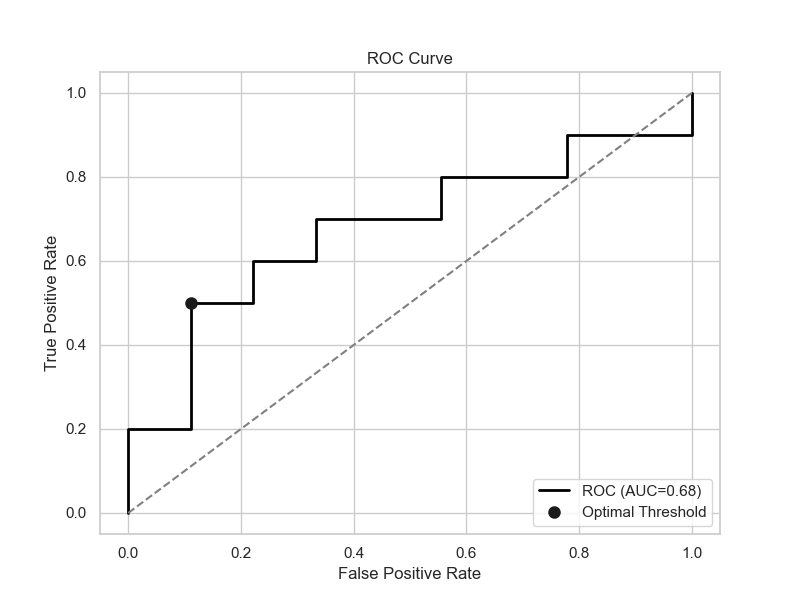 ROC Curve
1.0
0.8
0.6
0.4
0.2
0.0
True Positive Rate
0.0 0.2 0.4 0.6 0.8 1.0
False Positive Rate
ROC (AUC=0.68)
Optimal Threshold